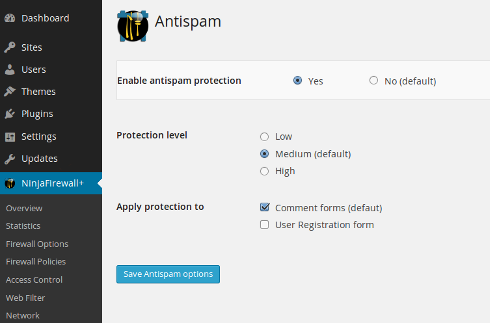 Dashboard
Sites
Users
Themes
Plugins
Settings
Updates
NinjaFirewall+
Overview
Statistics
Firewall Options
Firewall Policies
Access Control
Web Filter
Network
Antispam
Enable antispam protection Yes No (default)
Protection level Low
Medium (default)
High
Apply protection to Comment forms (defaut)
User Registration form
Save Antispam options